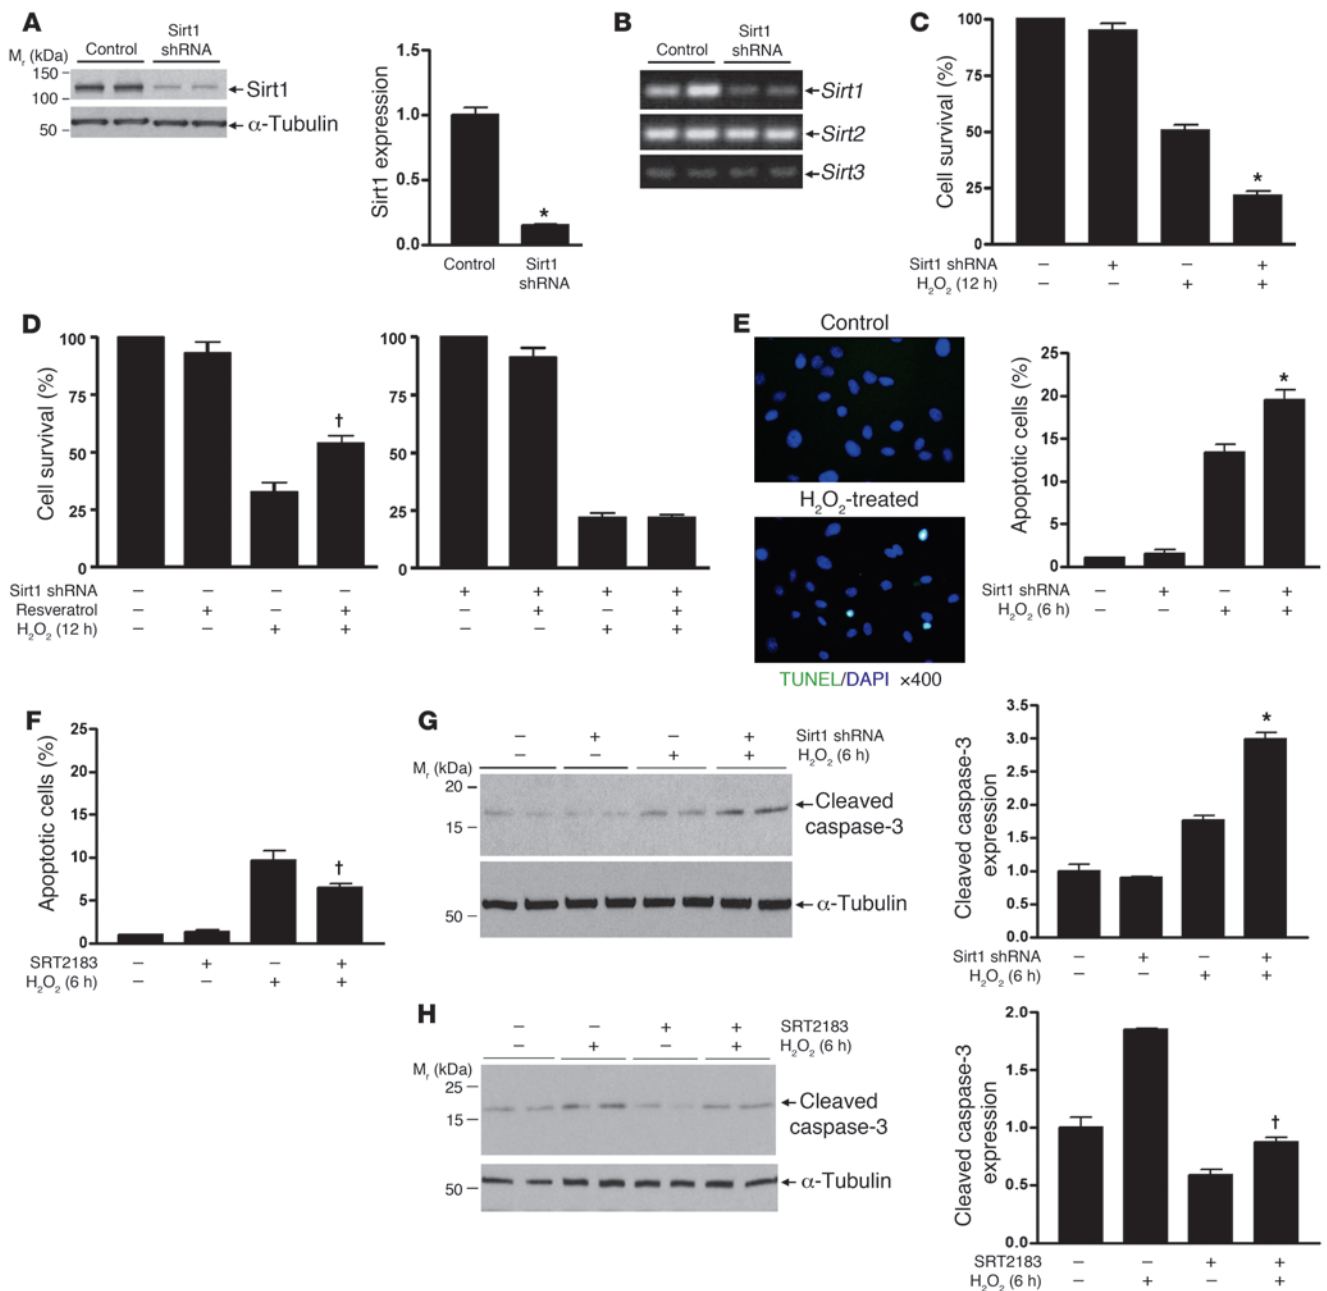 A
Sirt1
Control shRNA
Mr (kDa)
150
100
50
Sirt1
α-Tubulin
Sirt1 expression
1.5
1.0
0.5
0.0
*
Control Sirt1
shRNA
B
Sirt1
Control shRNA
Sirt1
Sirt2
Sirt3
C
Cell survival (%)
100
75
50
25
0
*
Sirt1 shRNA – + – +
H2O2 (12 h) – – + +
D
Cell survival (%)
100
75
50
25
0
†
100
75
50
25
0
Sirt1 shRNA – – – – + + + +
Resveratrol – + – + – + – +
H2O2 (12 h) – – + + – – + +
E
Control
H2O2-treated
TUNEL/DAPI ×400
Apoptotic cells (%)
25
20
15
10
5
0
*
Sirt1 shRNA – + – +
H2O2 (6 h) – – + +
F
Apoptotic cells (%)
25
20
15
10
5
0
†
SRT2183 – + – +
H2O2 (6 h) – – + +
G
– + – + Sirt1 shRNA
– – + + H2O2 (6 h)
Mr (kDa)
20
15
50
Cleaved
caspase-3
α-Tubulin
Cleaved caspase-3
expression
3.5
3.0
2.5
2.0
1.5
1.0
0.5
0.0
*
Sirt1 shRNA – + – +
H2O2 (6 h) – – + +
H
– – + + SRT2183
– + – + H2O2 (6 h)
Mr (kDa)
25
15
50
Cleaved
caspase-3
α-Tubulin
Cleaved caspase-3
expression
2.0
1.5
1.0
0.5
0.0
†
SRT2183 – – + +
H2O2 (6 h) – + – +